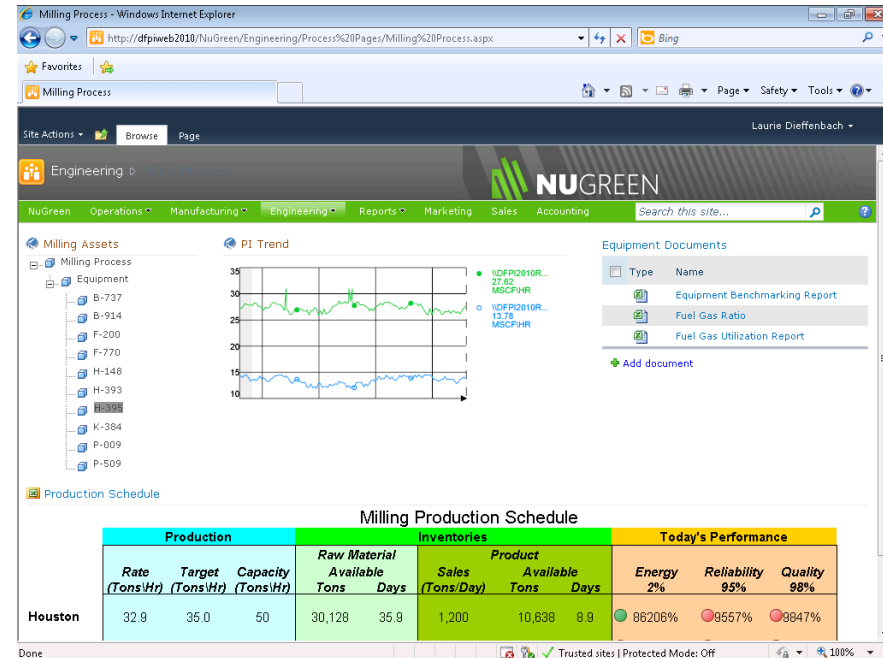 Milling Process - Windows Internet Explorer
http://dfpiweb2010/NuGreen/Engineering/Process%20Pages/Milling%20Process.aspx
Bing
Favorites
Milling Process
Page Safety Tools
Laurie Dieffenbach
Site Actions Browse Page
Engineering
NUGREEN
NuGreen Operations Manufacturing Engineering Reports Marketing Sales Accounting Search this site...
Milling Assets
Milling Process
Equipment
B-737
B-914
F-200
F-770
H-148
H-393
H-395
K-384
P-009
P-509
PI Trend
35
30
25
20
15
10
\\DFPI2010R...
27.62
MSCF\HR
\\DFPI2010R...
13.78
MSCF\HR
Equipment Documents
Type Name
Equipment Benchmarking Report
Fuel Gas Ratio
Fuel Gas Utilization Report
Add document
Production Schedule
Milling Production Schedule
Production Inventories Today's Performance
Raw Material Product
Rate Target Capacity Available Sales Available Energy Reliability Quality
(Tons\Hr) (Tons\Hr) (Tons\Hr) Tons Days (Tons/Day) Tons Days 2% 95% 98%
Houston 32.9 35.0 50 30,128 35.9 1,200 10,638 8.9 86206% 9557% 9847%
Done Trusted sites | Protected Mode: Off 100%